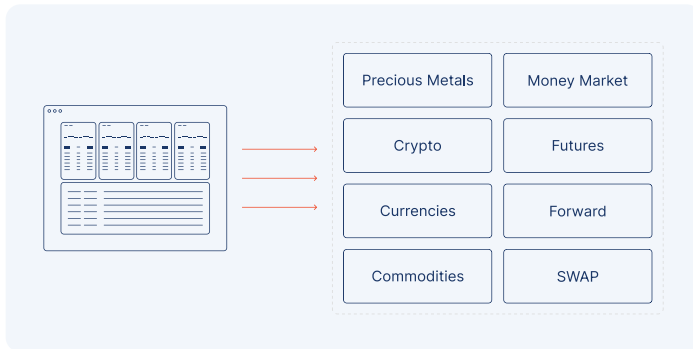 Precious Metals
Money Market
Crypto
Futures
Currencies
Forward
Commodities
SWAP